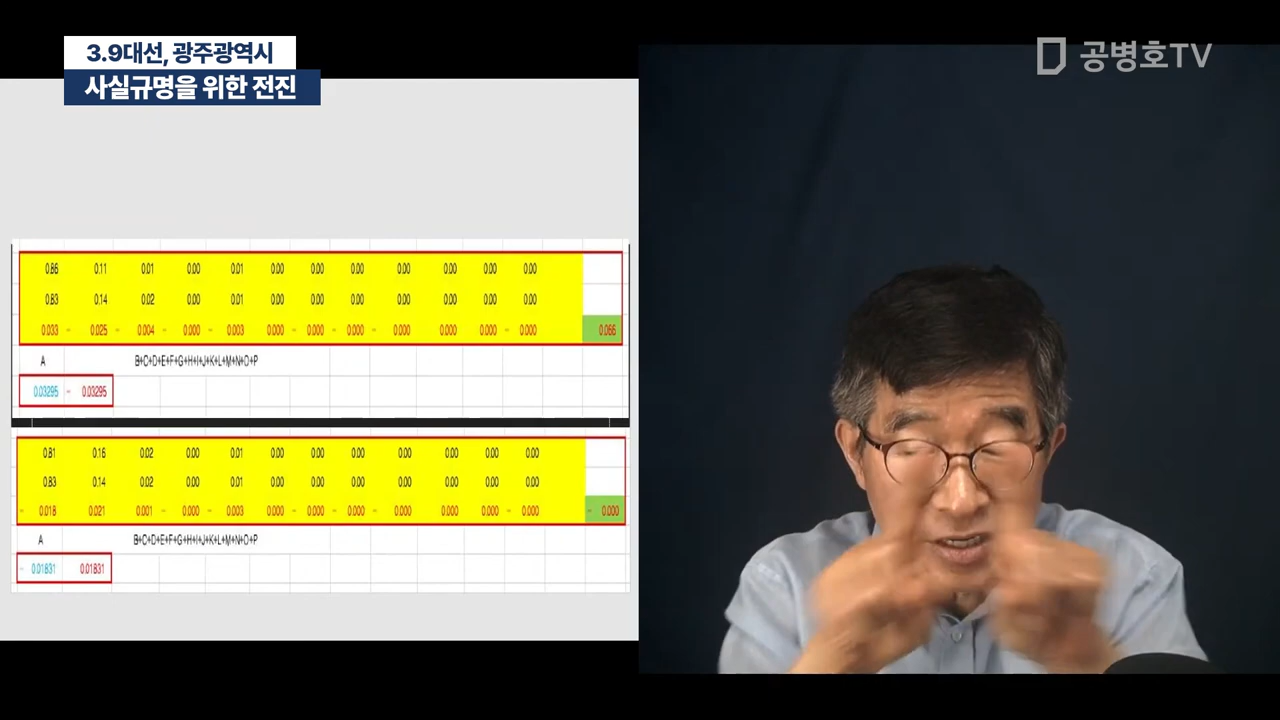 3.9대선, 광주광역시
사실규명을 위한 전진
공병호TV
0.86 0.11 0.01 0.00 0.01 0.00 0.00 0.00 0.00 0.00 0.00 0.00
0.83 0.14 0.02 0.00 0.01 0.00 0.00 0.00 0.00 0.00 0.00 0.00
0.033 - 0.025 - 0.004 - 0.000 - 0.003 0.000 - 0.000 - 0.000 - 0.000 0.000 0.000 - 0.000 0.066
A B+C+D+E+F+G+H+I+J+K+L+M+N+O+P
0.03295 - 0.03295
0.81 0.16 0.02 0.00 0.01 0.00 0.00 0.00 0.00 0.00 0.00 0.00
0.83 0.14 0.02 0.00 0.01 0.00 0.00 0.00 0.00 0.00 0.00 0.00
- 0.018 0.021 0.001 - 0.000 - 0.003 0.000 - 0.000 - 0.000 - 0.000 0.000 - 0.000 - 0.000 - 0.000
A B+C+D+E+F+G+H+I+J+K+L+M+N+O+P
- 0.01831 0.01831